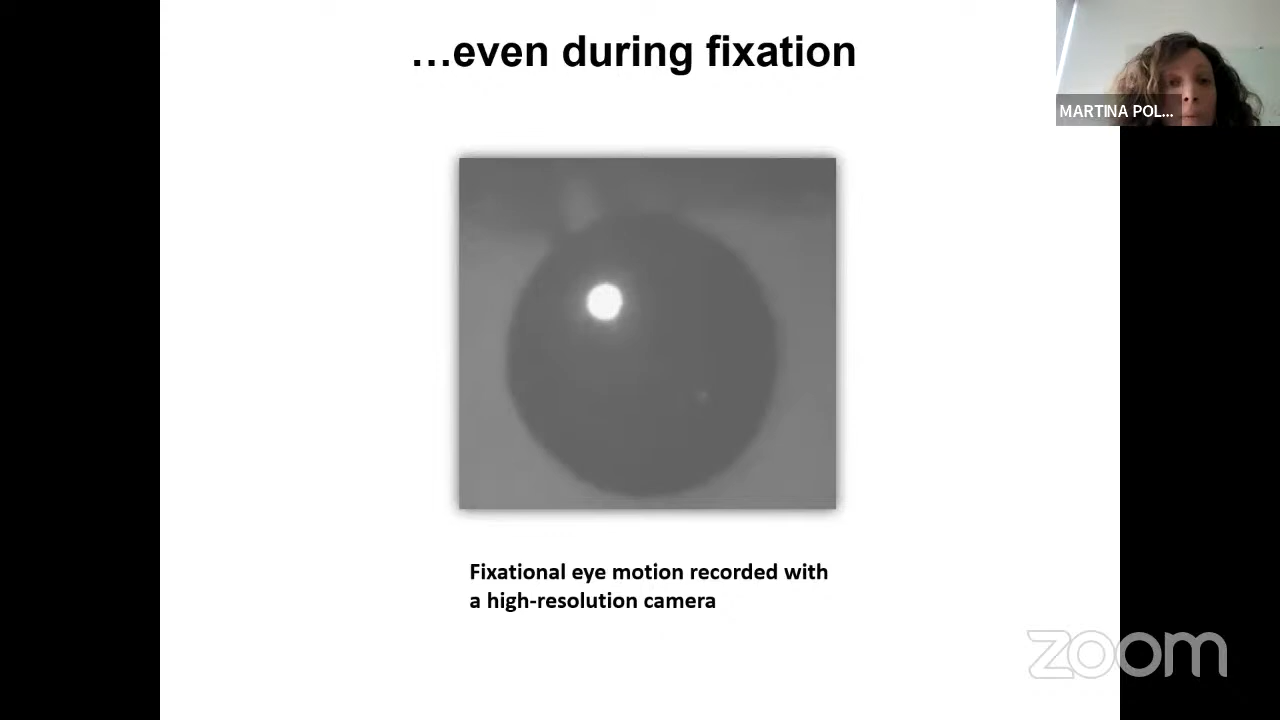 …even during fixation
MARTINA POL...
Fixational eye motion recorded with
a high-resolution camera
zoom